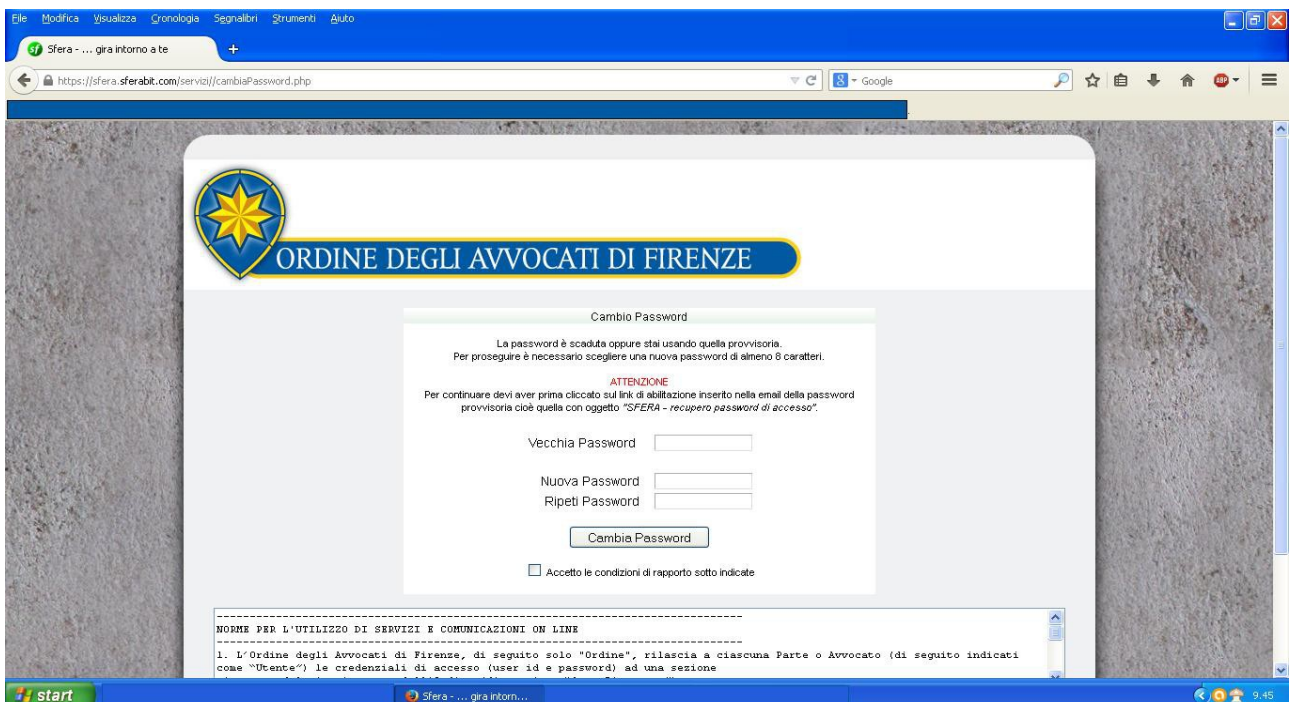 File Modifica Visualizza Cronologia Segnalibri Strumenti Aiuto
Sfera - ... gira intorno a te
https://sfera.sferabit.com/servizi//cambiaPassword.php
Google
ABP
ORDINE DEGLI AVVOCATI DI FIRENZE
Cambio Password
La password è scaduta oppure stai usando quella provvisoria.
Per proseguire è necessario scegliere una nuova password di almeno 8 caratteri.
ATTENZIONE
Per continuare devi aver prima cliccato sul link di abilitazione inserito nella email della password
provvisoria cioè quella con oggetto "SFERA - recupero password di accesso".
Vecchia Password
Nuova Password
Ripeti Password
Cambia Password
Accetto le condizioni di rapporto sotto indicate
NORME PER L'UTILIZZO DI SERVIZI E COMUNICAZIONI ON LINE
1. L'Ordine degli Avvocati di Firenze, di seguito solo "Ordine", rilascia a ciascuna Parte o Avvocato (di seguito indicati
come "Utente") le credenziali di accesso (user id e password) ad una sezione
start
Sfera - ... gira intorn...
9.45